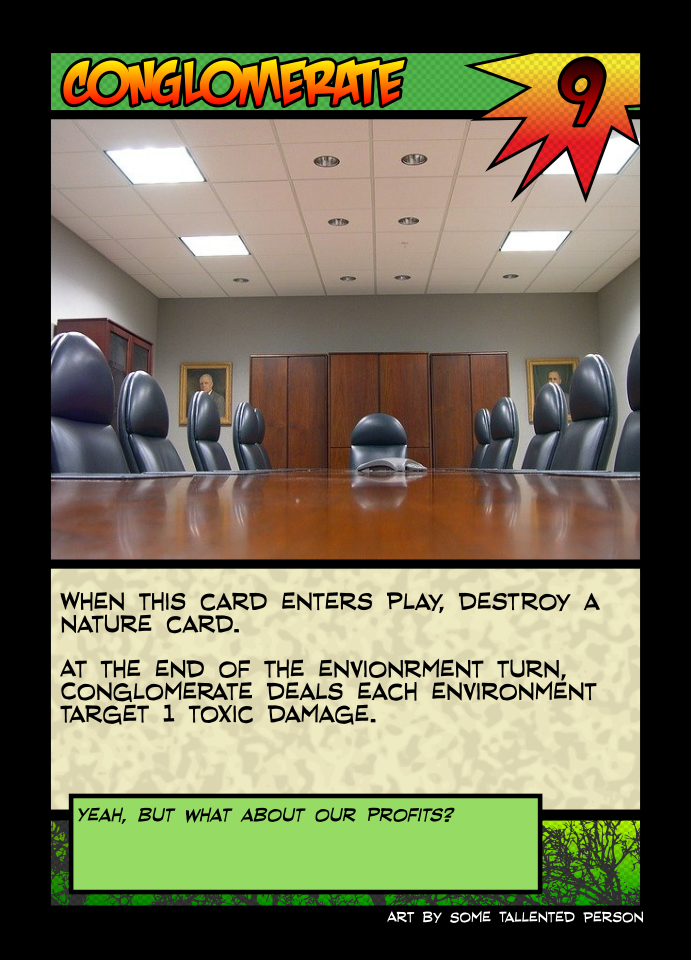 CONGLOMERATE
9
WHEN THIS CARD ENTERS PLAY, DESTROY A
NATURE CARD.
AT THE END OF THE ENVIONRMENT TURN,
CONGLOMERATE DEALS EACH ENVIRONMENT
TARGET 1 TOXIC DAMAGE.
YEAH, BUT WHAT ABOUT OUR PROFITS?
ART BY SOME TALLENTED PERSON